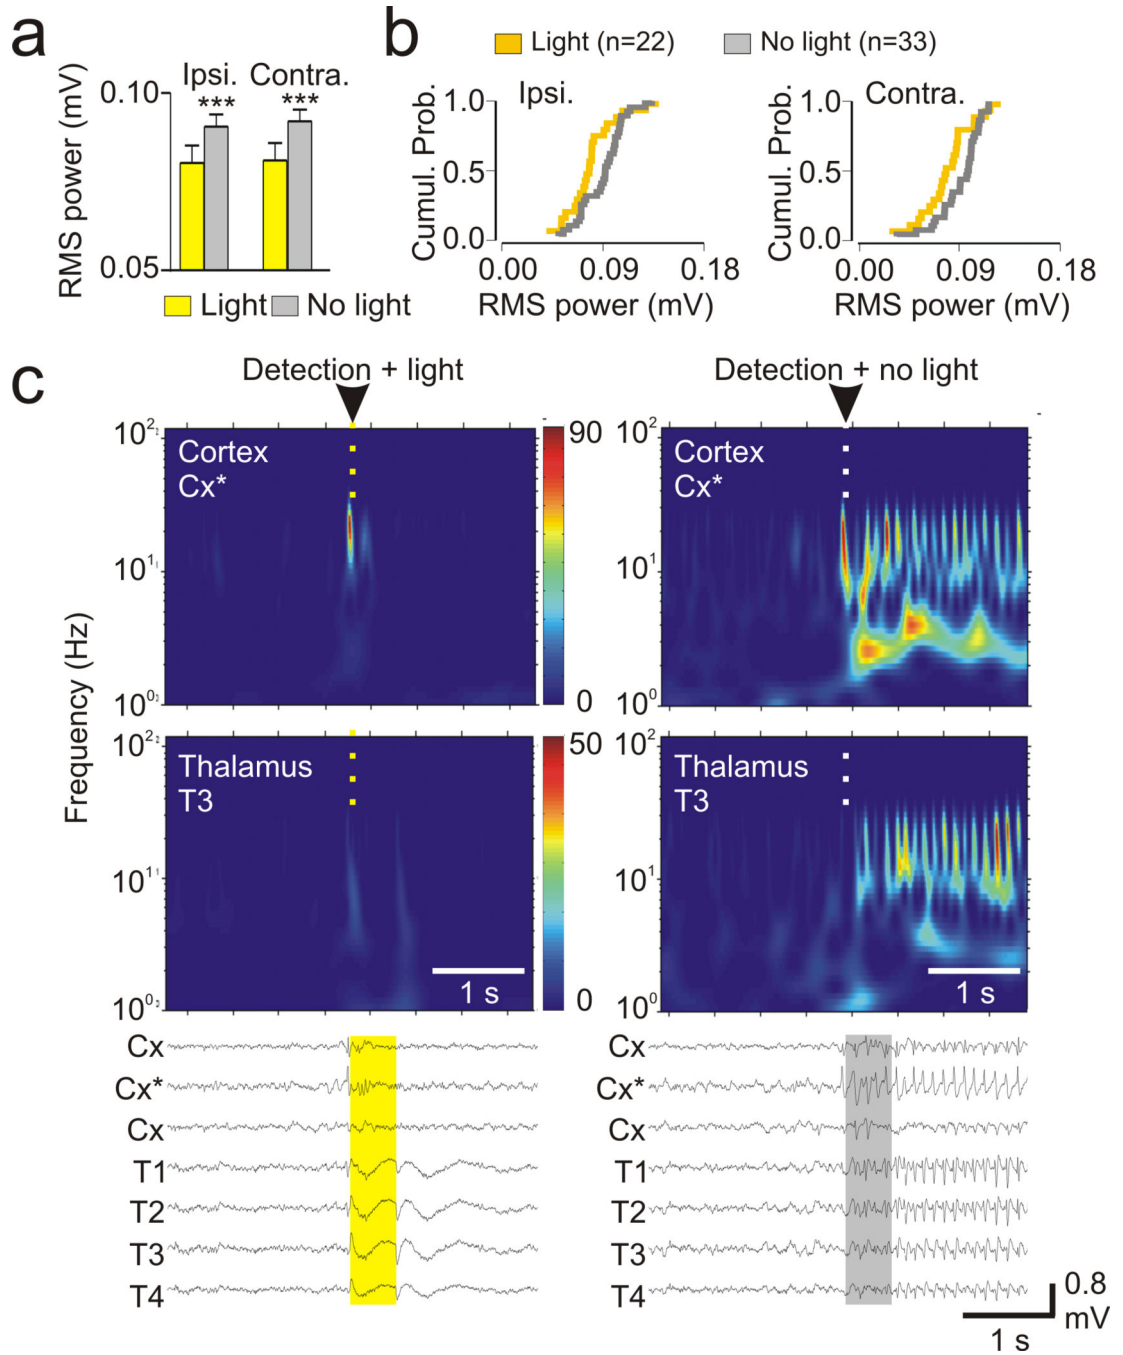 a
Ipsi. Contra.
*** ***
RMS power (mV)
0.10
0.05
Light No light
b
Light (n=22) No light (n=33)
Ipsi.
Cumul. Prob.
1.0
0.5
0.0
0.00 0.09 0.18
RMS power (mV)
Contra.
Cumul. Prob.
1.0
0.5
0.0
0.00 0.09 0.18
RMS power (mV)
c
Detection + light
Detection + no light
Frequency (Hz)
Cortex
Cx*
10²
10¹
10⁰
90
0
Cortex
Cx*
10²
10¹
10⁰
Thalamus
T3
10²
10¹
10⁰
1 s
50
0
Thalamus
T3
10²
10¹
10⁰
1 s
Cx
Cx*
Cx
T1
T2
T3
T4
Cx
Cx*
Cx
T1
T2
T3
T4
0.8
mV
1 s